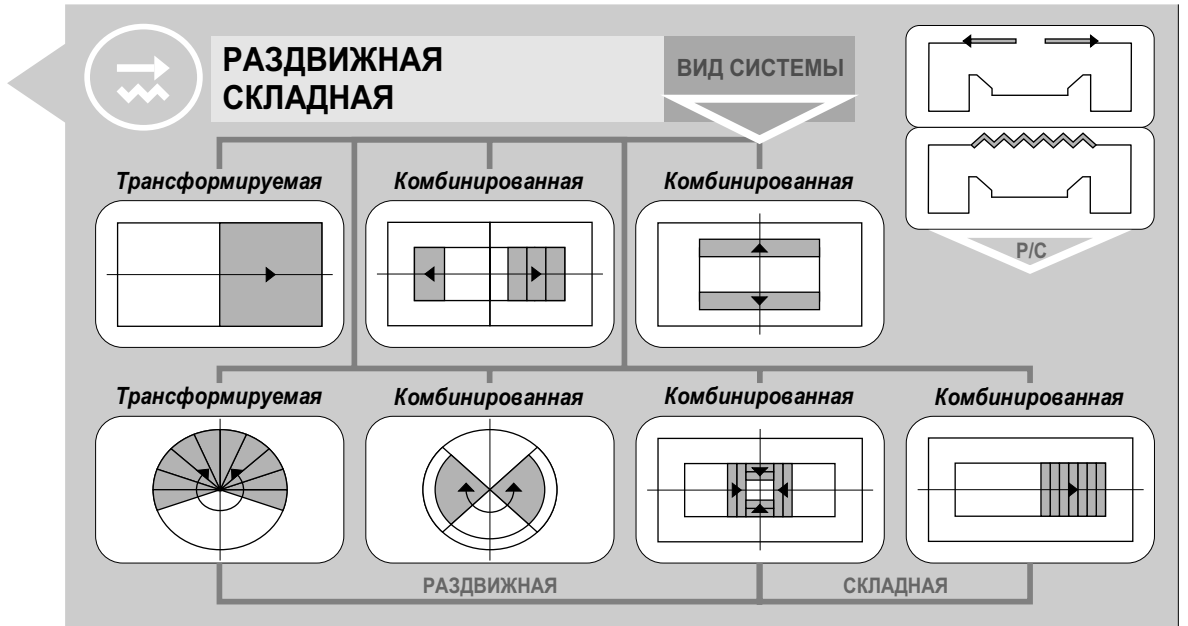 РАЗДВИЖНАЯ
СКЛАДНАЯ
ВИД СИСТЕМЫ
Р/С
Трансформируемая
Комбинированная
Комбинированная
Трансформируемая
Комбинированная
Комбинированная
Комбинированная
РАЗДВИЖНАЯ
СКЛАДНАЯ